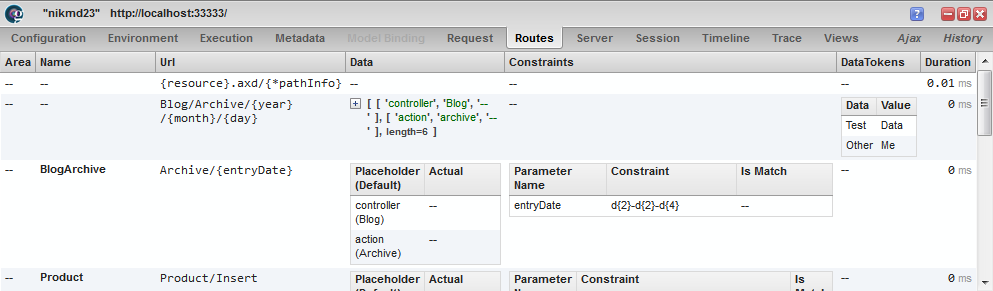 "nikmd23" http://localhost:33333/ ?
Configuration Environment Execution Metadata Model Binding Request Routes Server Session Timeline Trace Views Ajax History
Area Name Url Data Constraints DataTokens Duration
-- -- {resource}.axd/{*pathInfo} -- -- -- 0.01 ms
-- -- Blog/Archive/{year} [ [ 'controller', 'Blog', '-- -- Data Value 0 ms
/{month}/{day} ' ], [ 'action', 'archive', '-- Test Data
' ], length=6 ] Other Me
-- BlogArchive Archive/{entryDate} Placeholder Actual Parameter Constraint Is Match -- 0 ms
(Default) Name
controller -- entryDate d{2}-d{2}-d{4} --
(Blog)
action --
(Archive)
-- Product Product/Insert Placeholder Actual Parameter Constraint Is -- 0 ms
(Default) Name Match